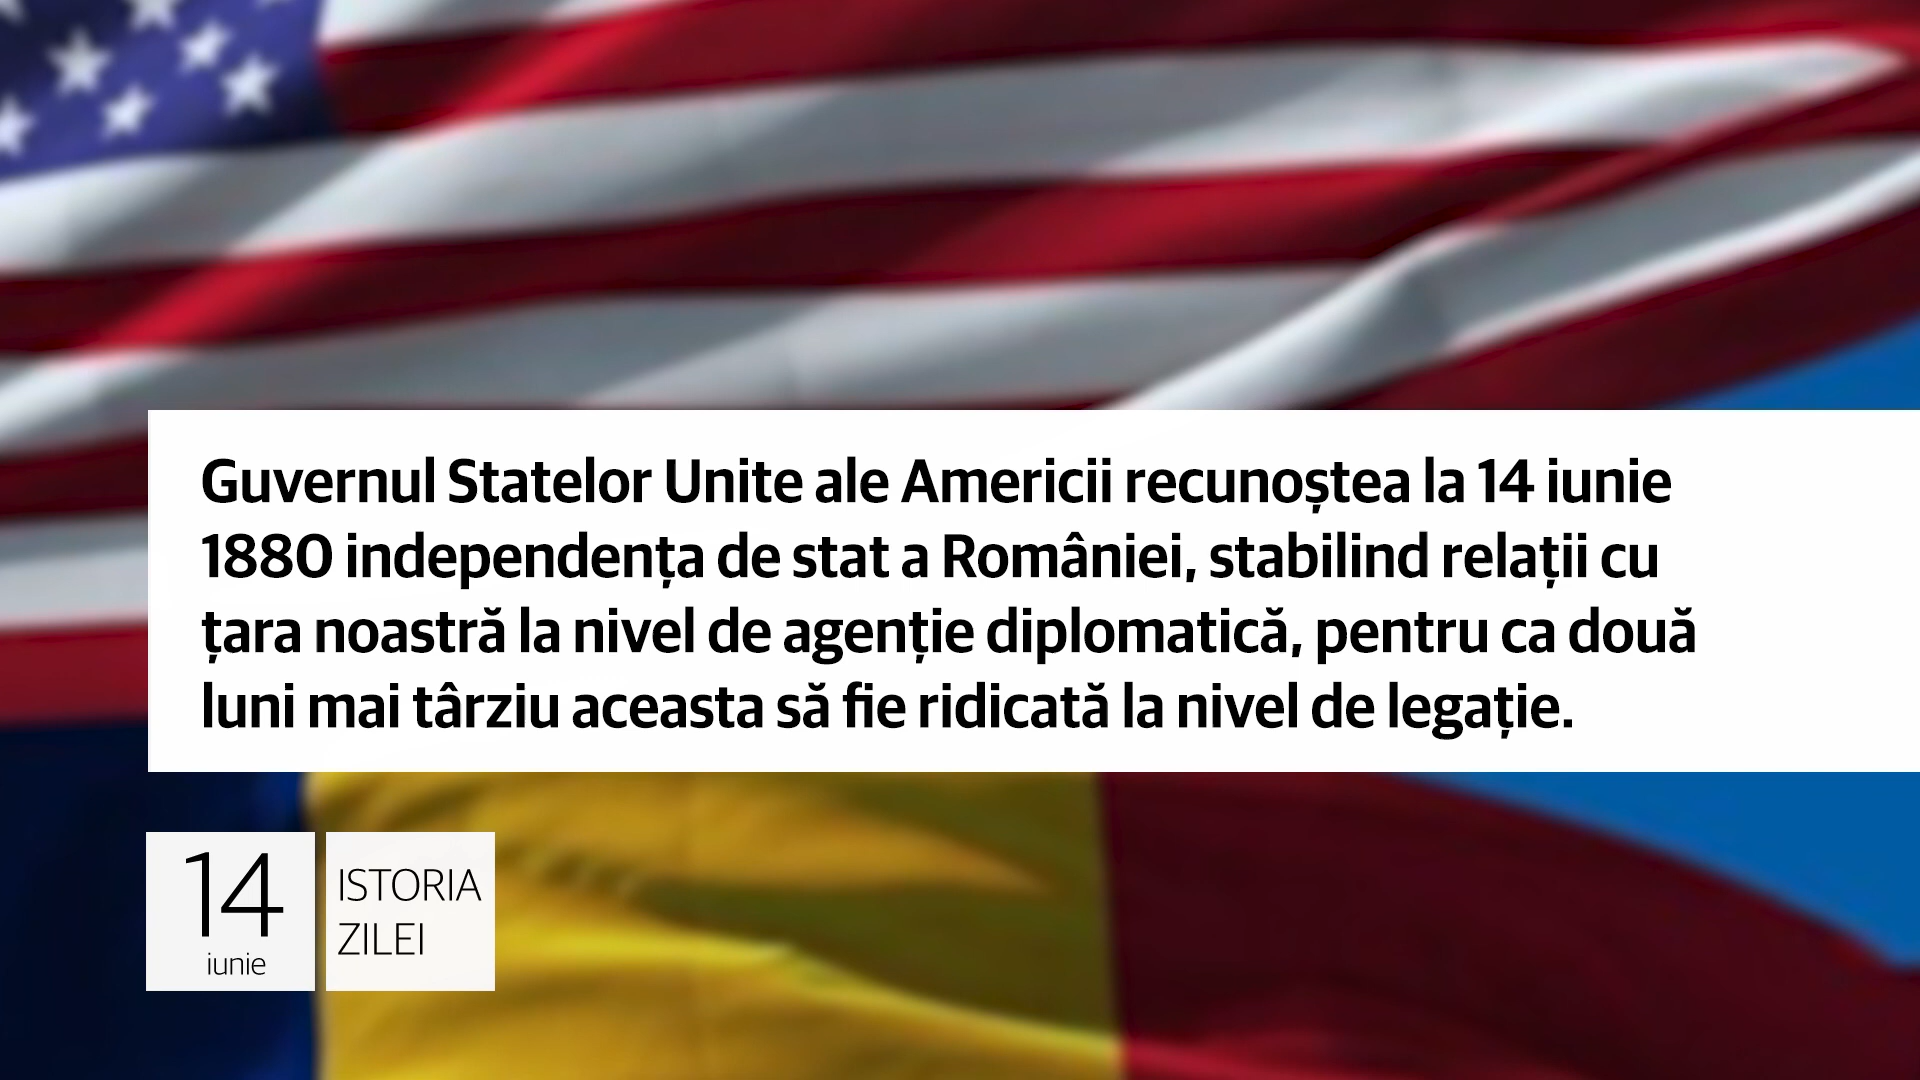 Guvernul Statelor Unite ale Americii recunoștea la 14 iunie
1880 independența de stat a României, stabilind relații cu
țara noastră la nivel de agenție diplomatică, pentru ca două
luni mai târziu aceasta să fie ridicată la nivel de legație.
14
iunie
ISTORIA
ZILEI